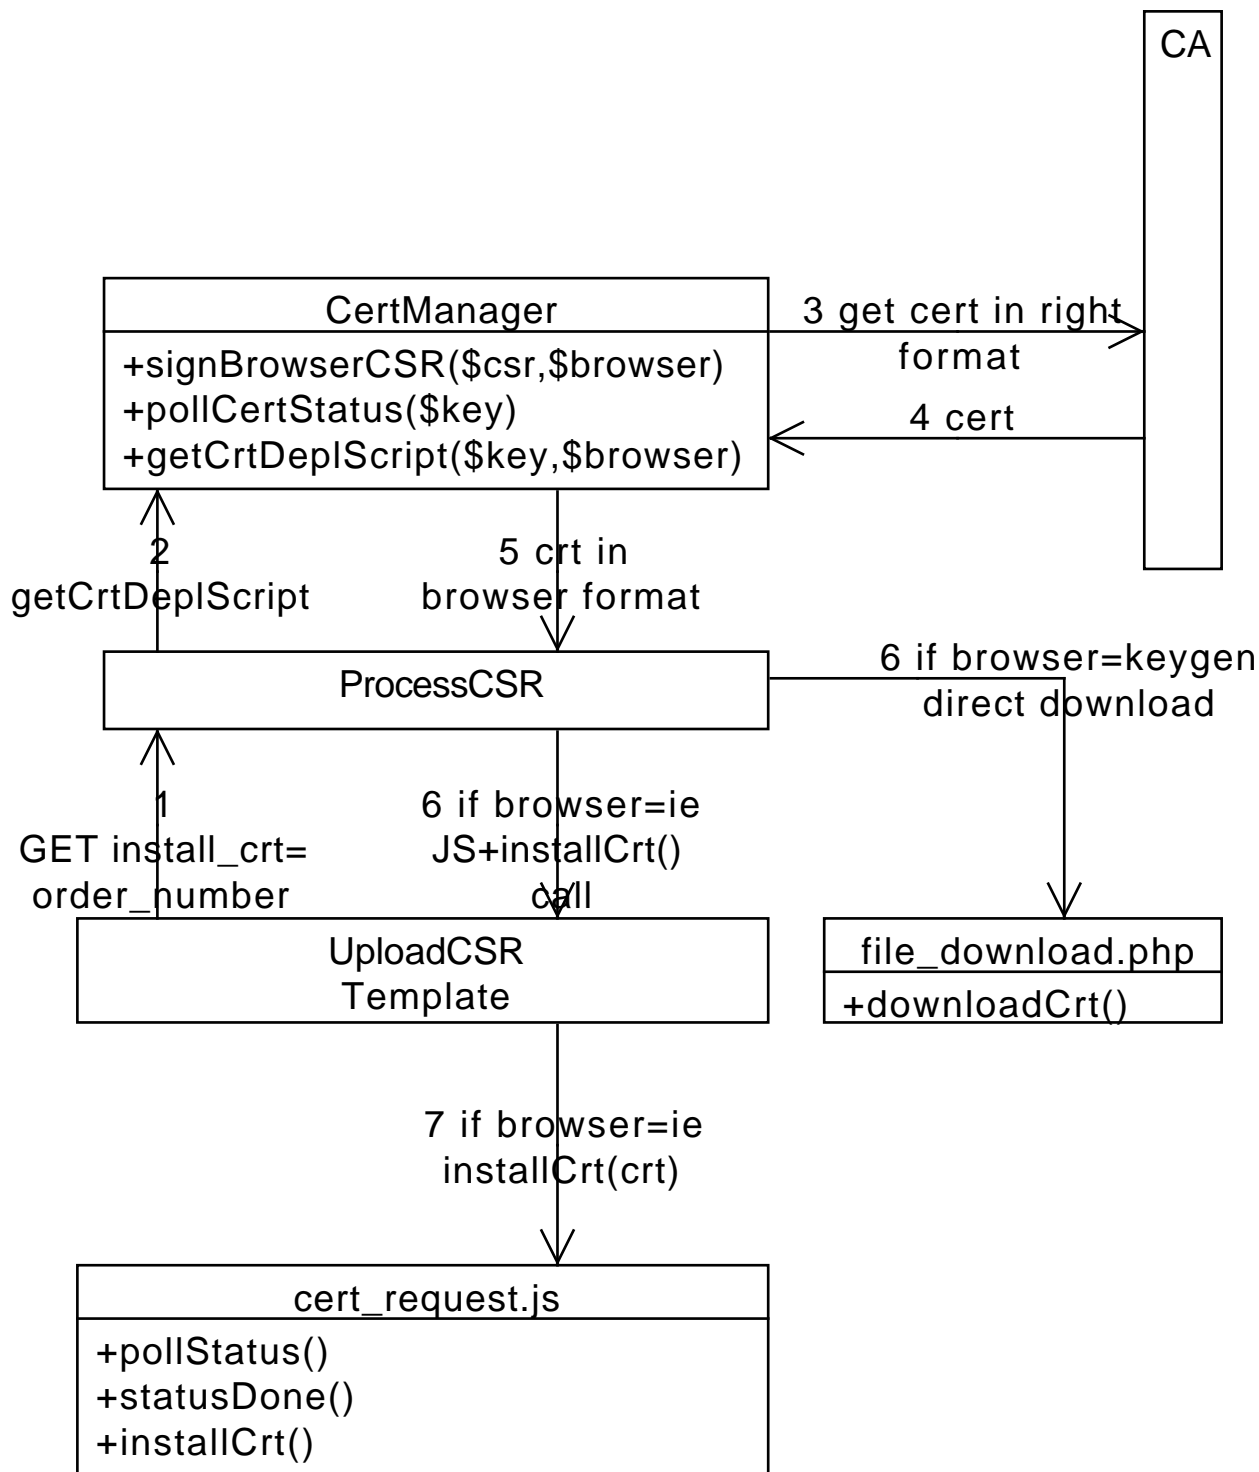 CA
CertManager
+signBrowserCSR($csr,$browser)
+pollCertStatus($key)
+getCrtDeplScript($key,$browser)
3 get cert in right
format
4 cert
2
getCrtDeplScript
5 crt in
browser format
ProcessCSR
6 if browser=keygen
direct download
1
GET install_crt=
order_number
6 if browser=ie
JS+installCrt()
call
UploadCSR
Template
file_download.php
+downloadCrt()
7 if browser=ie
installCrt(crt)
cert_request.js
+pollStatus()
+statusDone()
+installCrt()